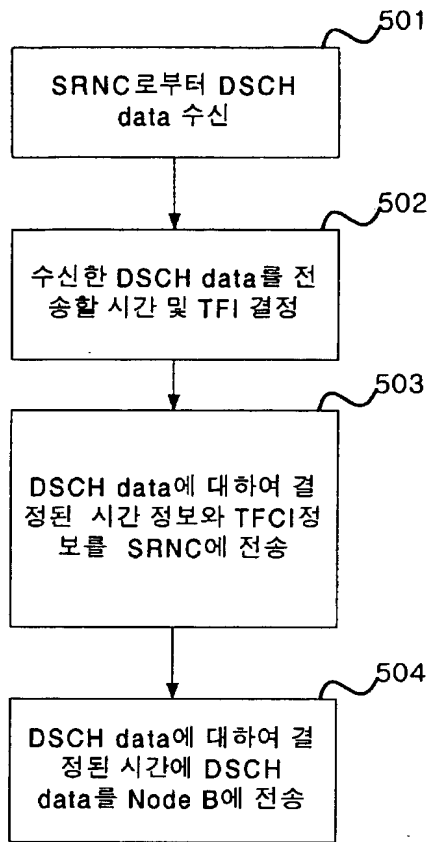 501
SRNC로부터 DSCH
data 수신
502
수신한 DSCH data를 전
송할 시간 및 TFI 결정
503
DSCH data에 대하여 결
정된 시간 정보와 TFCI정
보를 SRNC에 전송
504
DSCH data에 대하여 결
정된 시간에 DSCH
data를 Node B에 전송